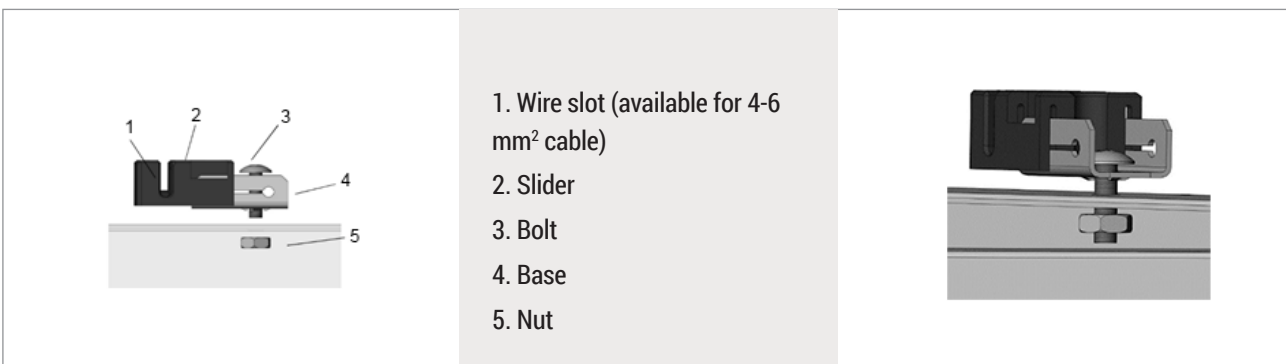 1
2
3
4
5
1. Wire slot (available for 4-6
mm² cable)
2. Slider
3. Bolt
4. Base
5. Nut